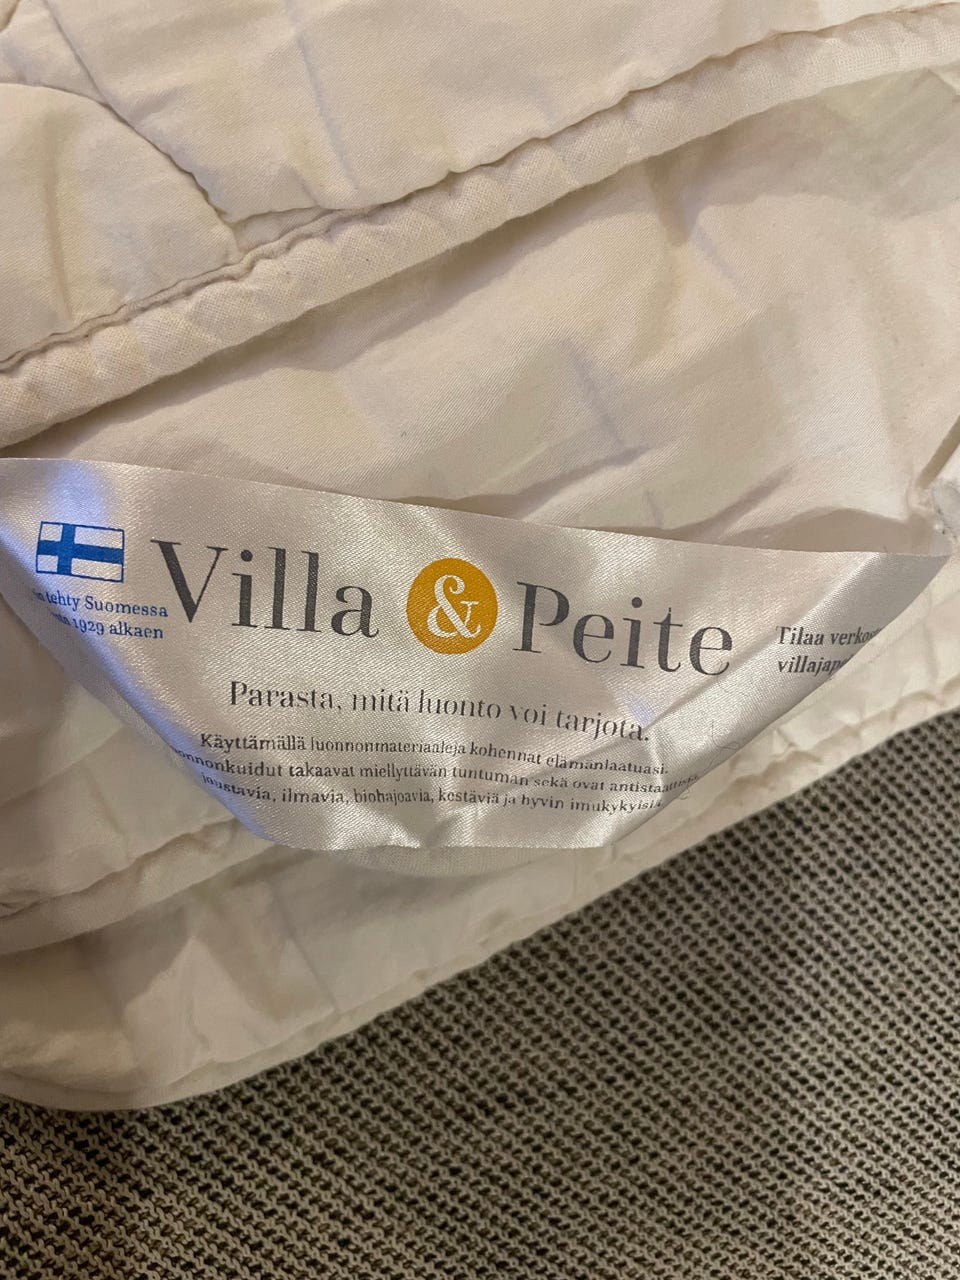 tehty Suomessa
1929 alkaen
Villa & Peite
Tilaa
Parasta, mitä luonto voi tarjota.
Käyttämällä luonnonmateriaaleja kohennat elämänlaatuasi.
takaavat miellyttävän tuntuman sekä ovat
joustavia, ilmavia, biohajoavia, kestäviä ja hyvin imukykyisiä.